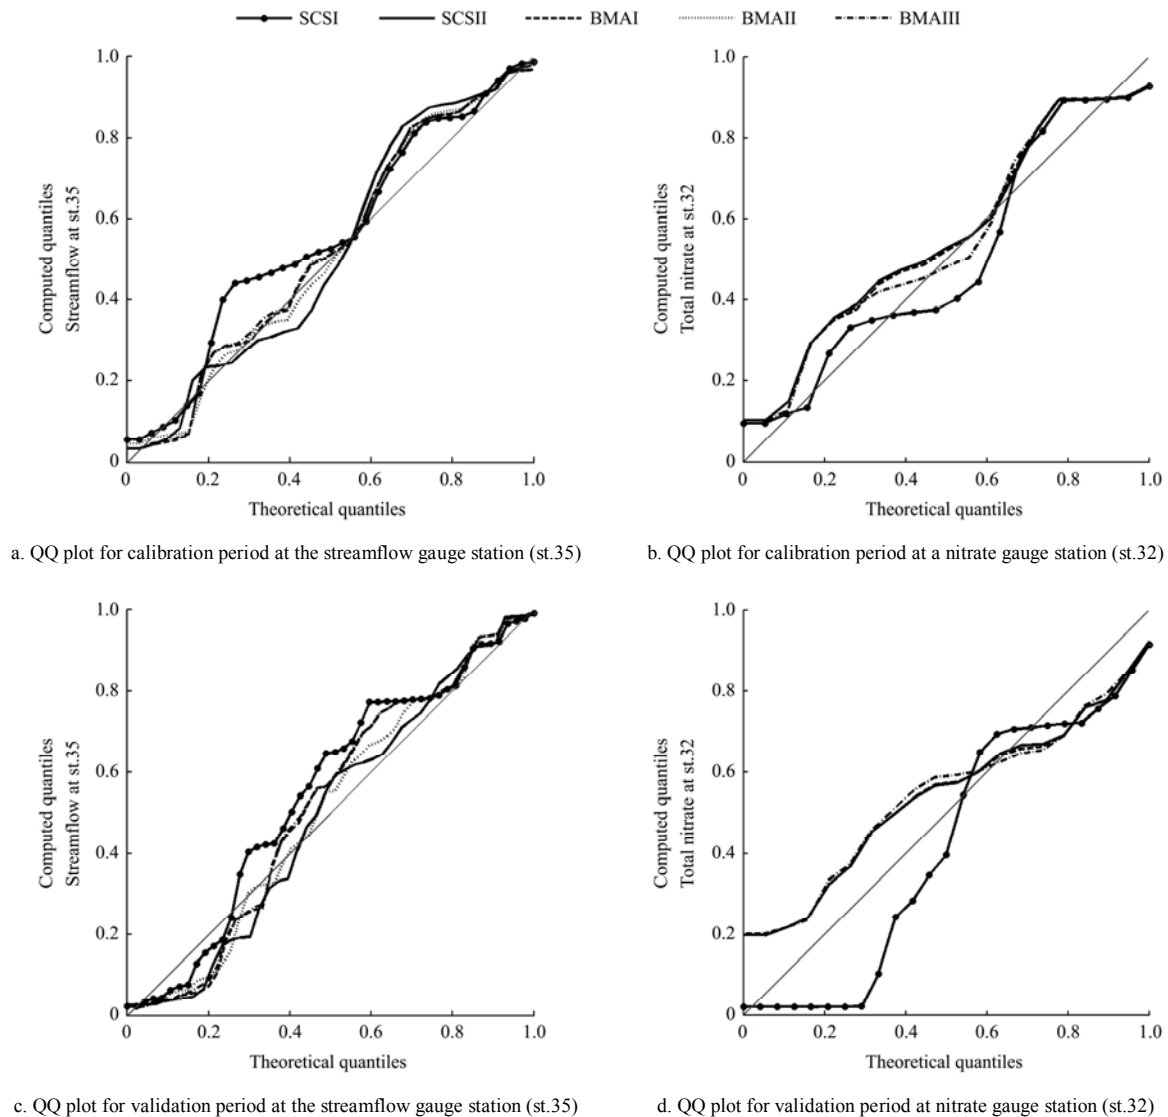 SCSI SCSII BMAI BMAII BMAIII
1.0
0.8
0.6
0.4
0.2
0
Computed quantiles
Streamflow at st.35
0 0.2 0.4 0.6 0.8 1.0
Theoretical quantiles
1.0
0.8
0.6
0.4
0.2
0
Computed quantiles
Total nitrate at st.32
0 0.2 0.4 0.6 0.8 1.0
Theoretical quantiles
a. QQ plot for calibration period at the streamflow gauge station (st.35)
b. QQ plot for calibration period at a nitrate gauge station (st.32)
1.0
0.8
0.6
0.4
0.2
0
Computed quantiles
Streamflow at st.35
0 0.2 0.4 0.6 0.8 1.0
Theoretical quantiles
1.0
0.8
0.6
0.4
0.2
0
Computed quantiles
Total nitrate at st.32
0 0.2 0.4 0.6 0.8 1.0
Theoretical quantiles
c. QQ plot for validation period at the streamflow gauge station (st.35)
d. QQ plot for validation period at nitrate gauge station (st.32)